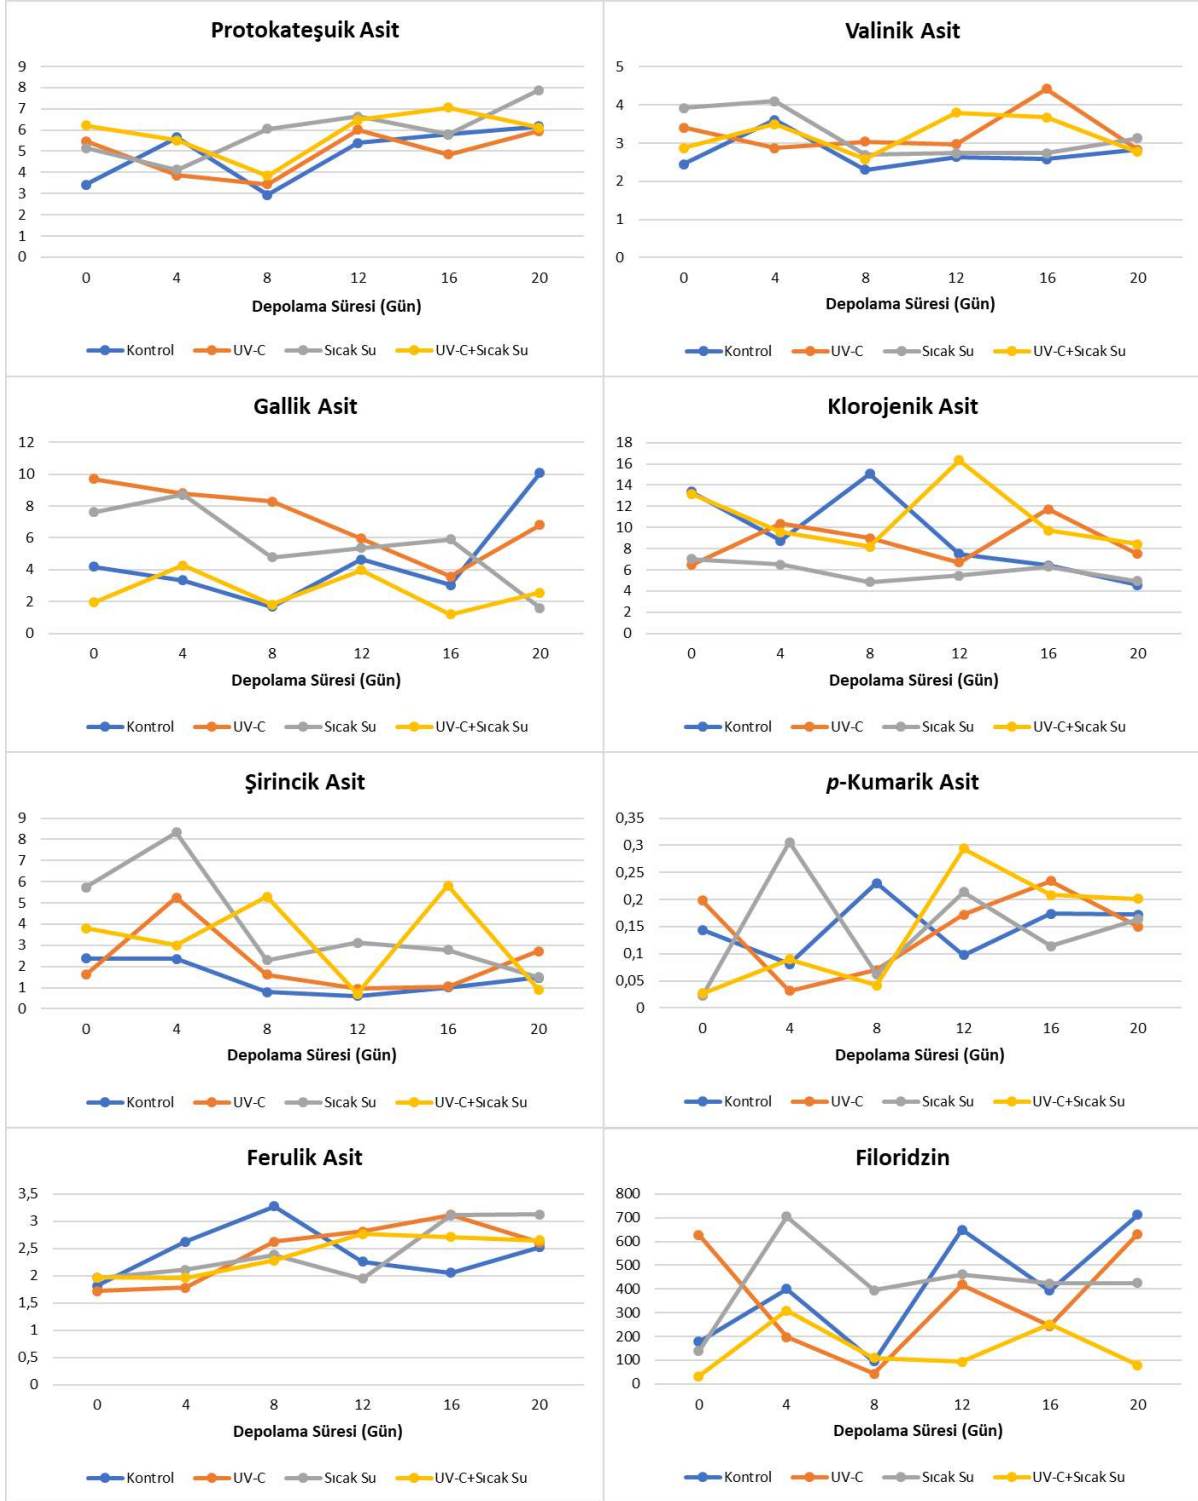 Protokateşuik Asit
9
8
7
6
5
4
3
2
1
0
0 4 8 12 16 20
Depolama Süresi (Gün)
Kontrol UV-C Sıcak Su UV-C+Sıcak Su
Valinik Asit
5
4
3
2
1
0
0 4 8 12 16 20
Depolama Süresi (Gün)
Kontrol UV-C Sıcak Su UV-C+Sıcak Su
Gallik Asit
12
10
8
6
4
2
0
0 4 8 12 16 20
Depolama Süresi (Gün)
Kontrol UV-C Sıcak Su UV-C+Sıcak Su
Klorojenik Asit
18
16
14
12
10
8
6
4
2
0
0 4 8 12 16 20
Depolama Süresi (Gün)
Kontrol UV-C Sıcak Su UV-C+Sıcak Su
Şirincik Asit
9
8
7
6
5
4
3
2
1
0
0 4 8 12 16 20
Depolama Süresi (Gün)
Kontrol UV-C Sıcak Su UV-C+Sıcak Su
p-Kumarik Asit
0,35
0,3
0,25
0,2
0,15
0,1
0,05
0
0 4 8 12 16 20
Depolama Süresi (Gün)
Kontrol UV-C Sıcak Su UV-C+Sıcak Su
Ferulik Asit
3,5
3
2,5
2
1,5
1
0,5
0
0 4 8 12 16 20
Depolama Süresi (Gün)
Kontrol UV-C Sıcak Su UV-C+Sıcak Su
Filoridzin
800
700
600
500
400
300
200
100
0
0 4 8 12 16 20
Depolama Süresi (Gün)
Kontrol UV-C Sıcak Su UV-C+Sıcak Su